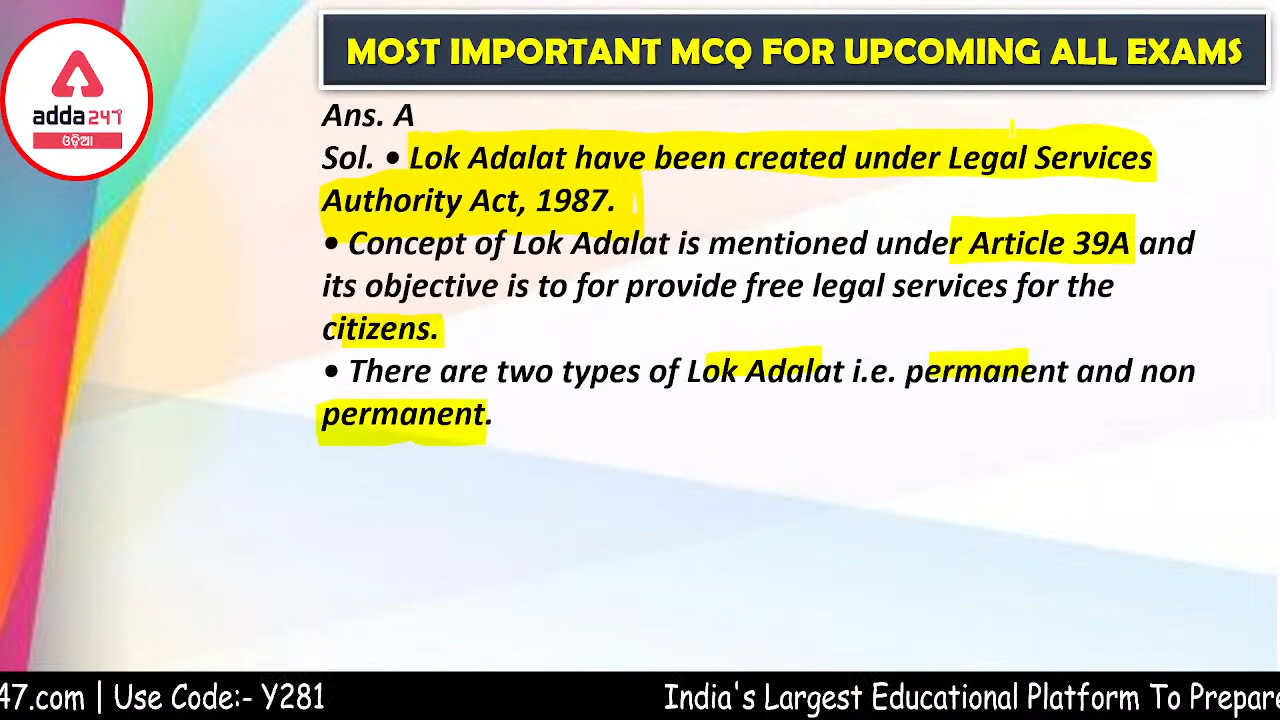 MOST IMPORTANT MCQ FOR UPCOMING ALL EXAMS
adda247
ଓଡ଼ିଆ
Ans. A
Sol. • Lok Adalat have been created under Legal Services
Authority Act, 1987.
• Concept of Lok Adalat is mentioned under Article 39A and
its objective is to for provide free legal services for the
citizens.
• There are two types of Lok Adalat i.e. permanent and non
permanent.
47.com | Use Code:- Y281
India's Largest Educational Platform To Prepare